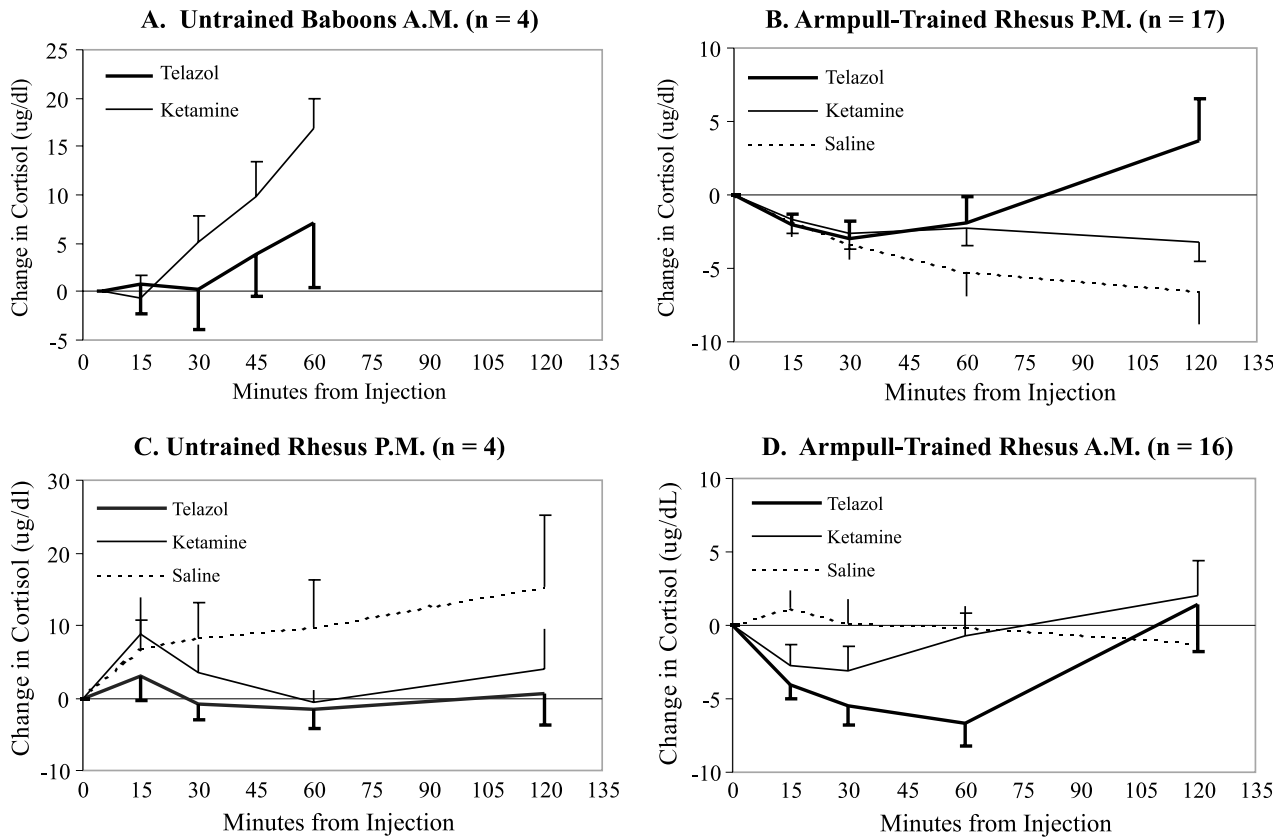 A. Untrained Baboons A.M. (n = 4)
25
20
15
10
5
0
-5
Change in Cortisol (ug/dl)
Telazol
Ketamine
0 15 30 45 60 75 90 105 120 135
Minutes from Injection
B. Armpull-Trained Rhesus P.M. (n = 17)
10
5
0
-5
-10
Change in Cortisol (ug/dl)
Telazol
Ketamine
Saline
0 15 30 45 60 75 90 105 120 135
Minutes from Injection
C. Untrained Rhesus P.M. (n = 4)
30
20
10
0
-10
Change in Cortisol (ug/dl)
Telazol
Ketamine
Saline
0 15 30 45 60 75 90 105 120 135
Minutes from Injection
D. Armpull-Trained Rhesus A.M. (n = 16)
10
5
0
-5
-10
Change in Cortisol (ug/dL)
Telazol
Ketamine
Saline
0 15 30 45 60 75 90 105 120 135
Minutes from Injection